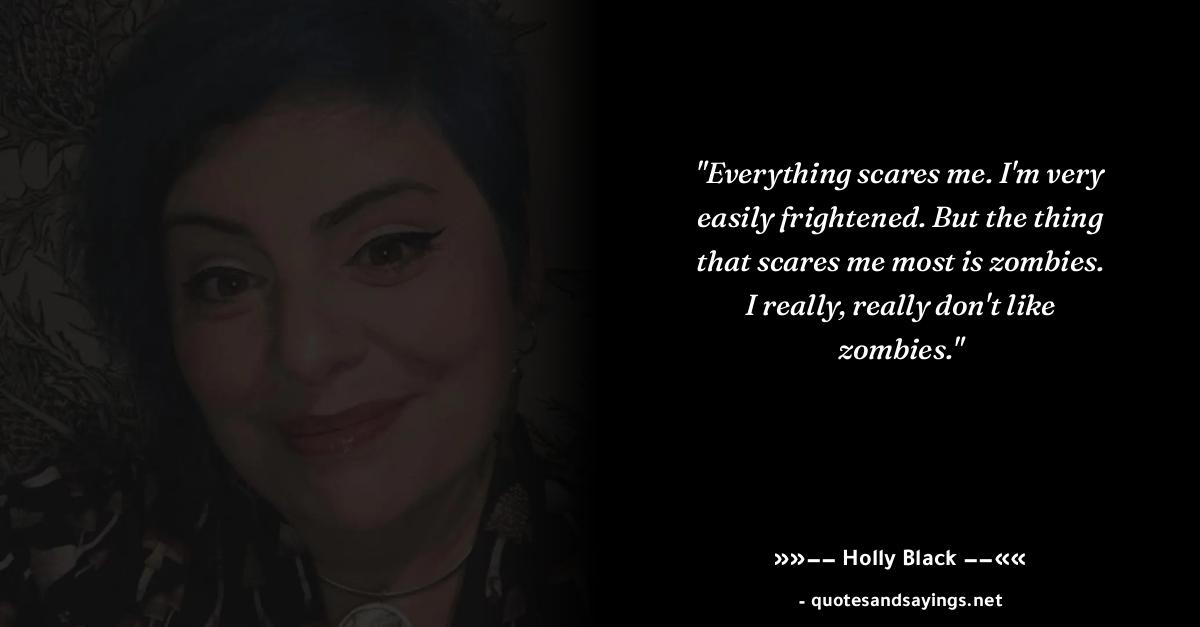 "Everything scares me. I'm very
easily frightened. But the thing
that scares me most is zombies.
I really, really don't like
zombies."
»»−− Holly Black −−««
- quotesandsayings.net